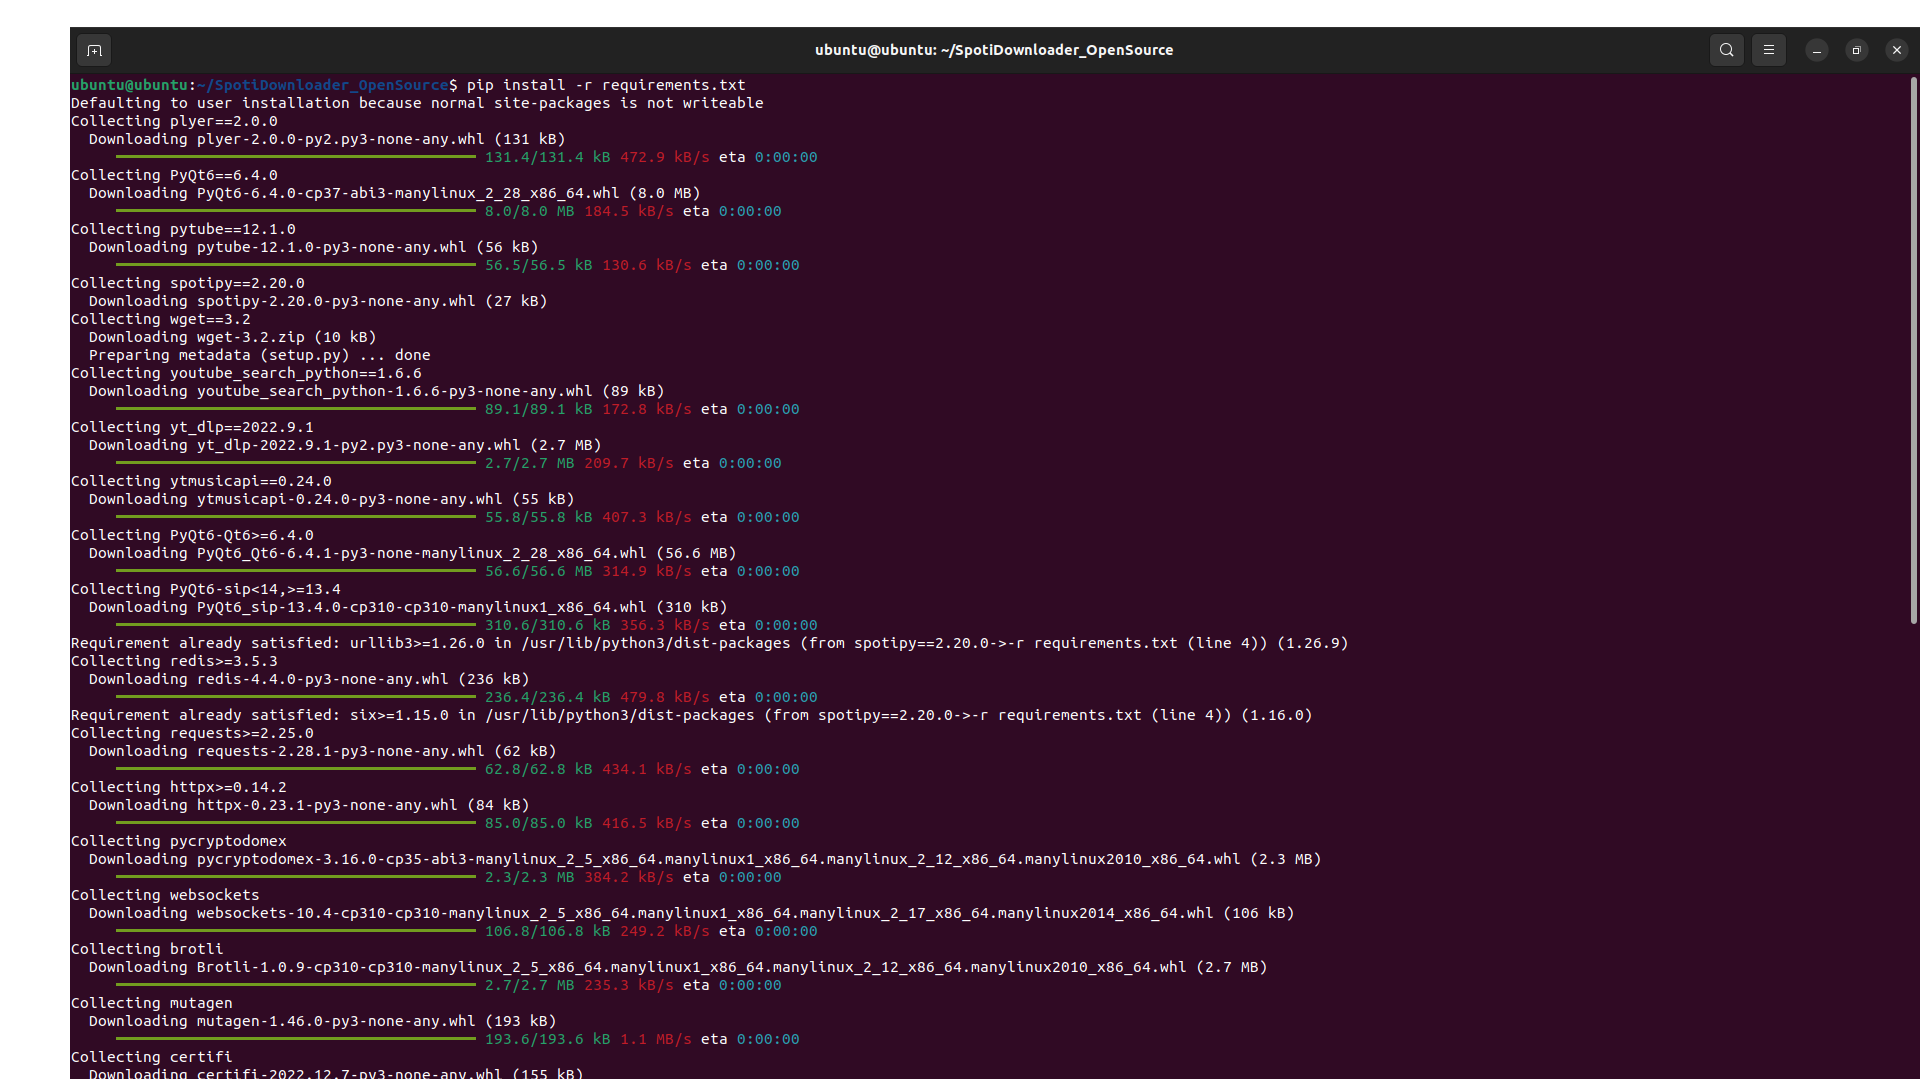 ubuntu@ubuntu: ~/SpotiDownloader_OpenSource
ubuntu@ubuntu:~/SpotiDownloader_OpenSource$ pip install -r requirements.txt
Defaulting to user installation because normal site-packages is not writeable
Collecting plyer==2.0.0
Downloading plyer-2.0.0-py2.py3-none-any.whl (131 kB)
131.4/131.4 kB 472.9 kB/s eta 0:00:00
Collecting PyQt6==6.4.0
Downloading PyQt6-6.4.0-cp37-abi3-manylinux_2_28_x86_64.whl (8.0 MB)
8.0/8.0 MB 184.5 kB/s eta 0:00:00
Collecting pytube==12.1.0
Downloading pytube-12.1.0-py3-none-any.whl (56 kB)
56.5/56.5 kB 130.6 kB/s eta 0:00:00
Collecting spotipy==2.20.0
Downloading spotipy-2.20.0-py3-none-any.whl (27 kB)
Collecting wget==3.2
Downloading wget-3.2.zip (10 kB)
Preparing metadata (setup.py) ... done
Collecting youtube_search_python==1.6.6
Downloading youtube_search_python-1.6.6-py3-none-any.whl (89 kB)
89.1/89.1 kB 172.8 kB/s eta 0:00:00
Collecting yt_dlp==2022.9.1
Downloading yt_dlp-2022.9.1-py2.py3-none-any.whl (2.7 MB)
2.7/2.7 MB 209.7 kB/s eta 0:00:00
Collecting ytmusicapi==0.24.0
Downloading ytmusicapi-0.24.0-py3-none-any.whl (55 kB)
55.8/55.8 kB 407.3 kB/s eta 0:00:00
Collecting PyQt6-Qt6>=6.4.0
Downloading PyQt6_Qt6-6.4.1-py3-none-manylinux_2_28_x86_64.whl (56.6 MB)
56.6/56.6 MB 314.9 kB/s eta 0:00:00
Collecting PyQt6-sip<14,>=13.4
Downloading PyQt6_sip-13.4.0-cp310-cp310-manylinux1_x86_64.whl (310 kB)
310.6/310.6 kB 356.3 kB/s eta 0:00:00
Requirement already satisfied: urllib3>=1.26.0 in /usr/lib/python3/dist-packages (from spotipy==2.20.0->-r requirements.txt (line 4)) (1.26.9)
Collecting redis>=3.5.3
Downloading redis-4.4.0-py3-none-any.whl (236 kB)
236.4/236.4 kB 479.8 kB/s eta 0:00:00
Requirement already satisfied: six>=1.15.0 in /usr/lib/python3/dist-packages (from spotipy==2.20.0->-r requirements.txt (line 4)) (1.16.0)
Collecting requests>=2.25.0
Downloading requests-2.28.1-py3-none-any.whl (62 kB)
62.8/62.8 kB 434.1 kB/s eta 0:00:00
Collecting httpx>=0.14.2
Downloading httpx-0.23.1-py3-none-any.whl (84 kB)
85.0/85.0 kB 416.5 kB/s eta 0:00:00
Collecting pycryptodomex
Downloading pycryptodomex-3.16.0-cp35-abi3-manylinux_2_5_x86_64.manylinux1_x86_64.manylinux_2_12_x86_64.manylinux2010_x86_64.whl (2.3 MB)
2.3/2.3 MB 384.2 kB/s eta 0:00:00
Collecting websockets
Downloading websockets-10.4-cp310-cp310-manylinux_2_5_x86_64.manylinux1_x86_64.manylinux_2_17_x86_64.manylinux2014_x86_64.whl (106 kB)
106.8/106.8 kB 249.2 kB/s eta 0:00:00
Collecting brotli
Downloading Brotli-1.0.9-cp310-cp310-manylinux_2_5_x86_64.manylinux1_x86_64.manylinux_2_12_x86_64.manylinux2010_x86_64.whl (2.7 MB)
2.7/2.7 MB 235.3 kB/s eta 0:00:00
Collecting mutagen
Downloading mutagen-1.46.0-py3-none-any.whl (193 kB)
193.6/193.6 kB 1.1 MB/s eta 0:00:00
Collecting certifi
Downloading certifi-2022.12.7-py3-none-any.whl (155 kB)